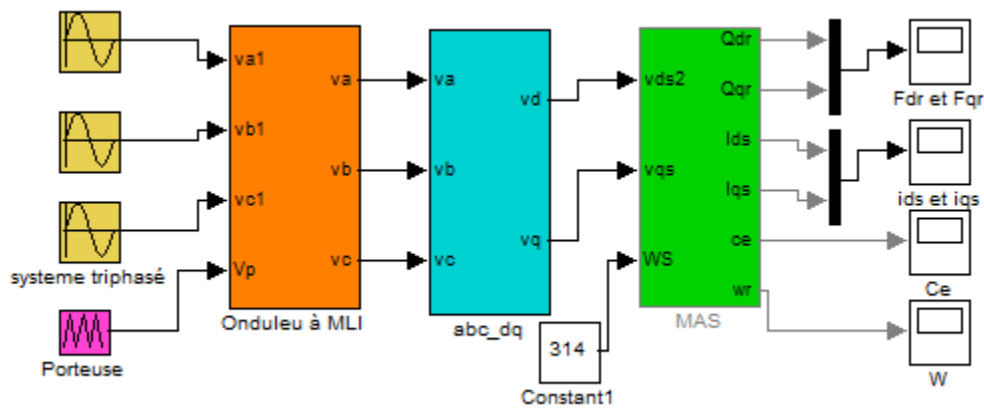 systeme triphasé
Porteuse
va1
vb1
vc1
Vp
va
vb
vc
Onduleu à MLI
va
vb
vc
vd
vq
abc_dq
314
Constant1
vds2
vqs
WS
Qdr
Qqr
Ids
Iqs
ce
wr
MAS
Fdr et Fqr
ids et iqs
Ce
W